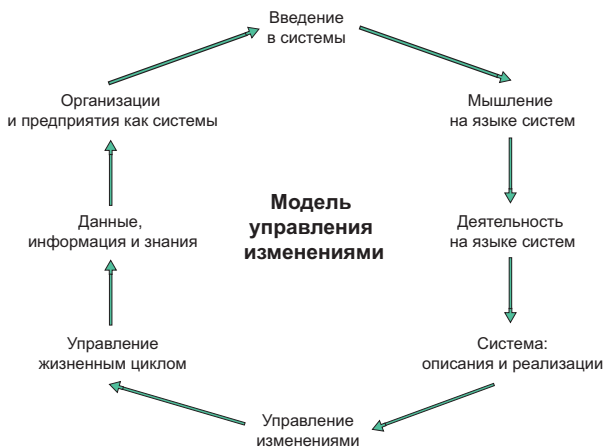 Введение
в системы
Мышление
на языке систем
Деятельность
на языке систем
Система:
описания и реализации
Управление
изменениями
Управление
жизненным циклом
Данные,
информация и знания
Организации
и предприятия как системы
Модель
управления
изменениями